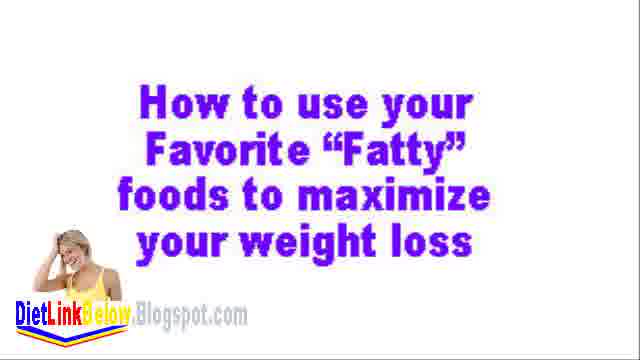 How to use your
Favorite “Fatty”
foods to maximize
your weight loss
DietLinkBelow.Blogspot.com